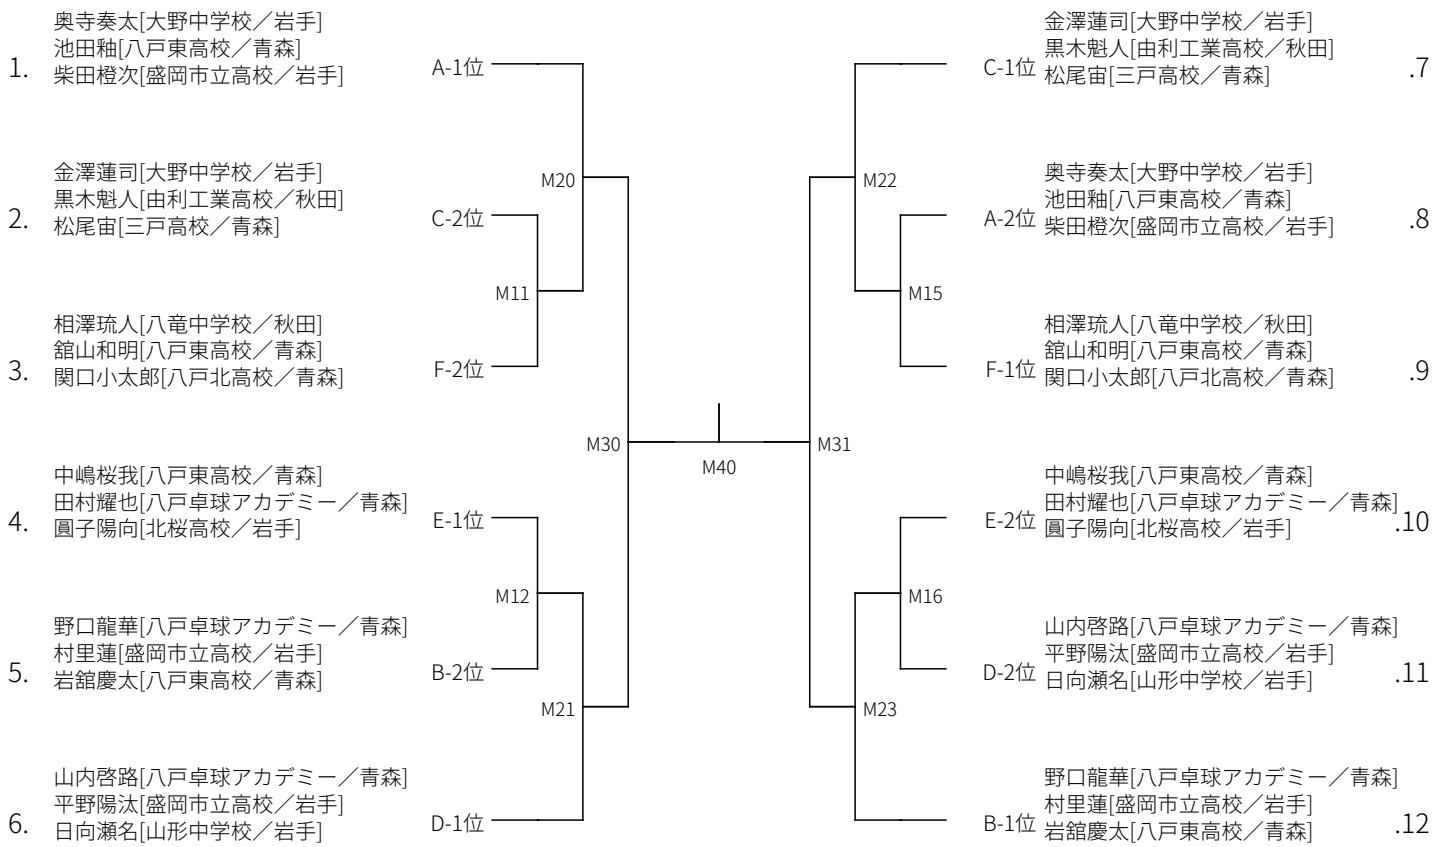 奥寺奏太[大野中学校／岩手]
池田釉[八戸東高校／青森]
1. 柴田橙次[盛岡市立高校／岩手] A-1位
金澤蓮司[大野中学校／岩手]
黒木魁人[由利工業高校／秋田]
2. 松尾宙[三戸高校／青森] C-2位
相澤琉人[八竜中学校／秋田]
舘山和明[八戸東高校／青森]
3. 関口小太郎[八戸北高校／青森] F-2位
中嶋桜我[八戸東高校／青森]
田村耀也[八戸卓球アカデミー／青森]
4. 圓子陽向[北桜高校／岩手] E-1位
野口龍華[八戸卓球アカデミー／青森]
村里蓮[盛岡市立高校／岩手]
5. 岩舘慶太[八戸東高校／青森] B-2位
山内啓路[八戸卓球アカデミー／青森]
平野陽汰[盛岡市立高校／岩手]
6. 日向瀬名[山形中学校／岩手] D-1位
M20
M11
M30
M12
M21
M40
M22
M15
M31
M16
M23
金澤蓮司[大野中学校／岩手]
黒木魁人[由利工業高校／秋田]
C-1位 松尾宙[三戸高校／青森] .7
奥寺奏太[大野中学校／岩手]
池田釉[八戸東高校／青森]
A-2位 柴田橙次[盛岡市立高校／岩手] .8
相澤琉人[八竜中学校／秋田]
舘山和明[八戸東高校／青森]
F-1位 関口小太郎[八戸北高校／青森] .9
中嶋桜我[八戸東高校／青森]
田村耀也[八戸卓球アカデミー／青森]
E-2位 圓子陽向[北桜高校／岩手] .10
山内啓路[八戸卓球アカデミー／青森]
平野陽汰[盛岡市立高校／岩手]
D-2位 日向瀬名[山形中学校／岩手] .11
野口龍華[八戸卓球アカデミー／青森]
村里蓮[盛岡市立高校／岩手]
B-1位 岩舘慶太[八戸東高校／青森] .12